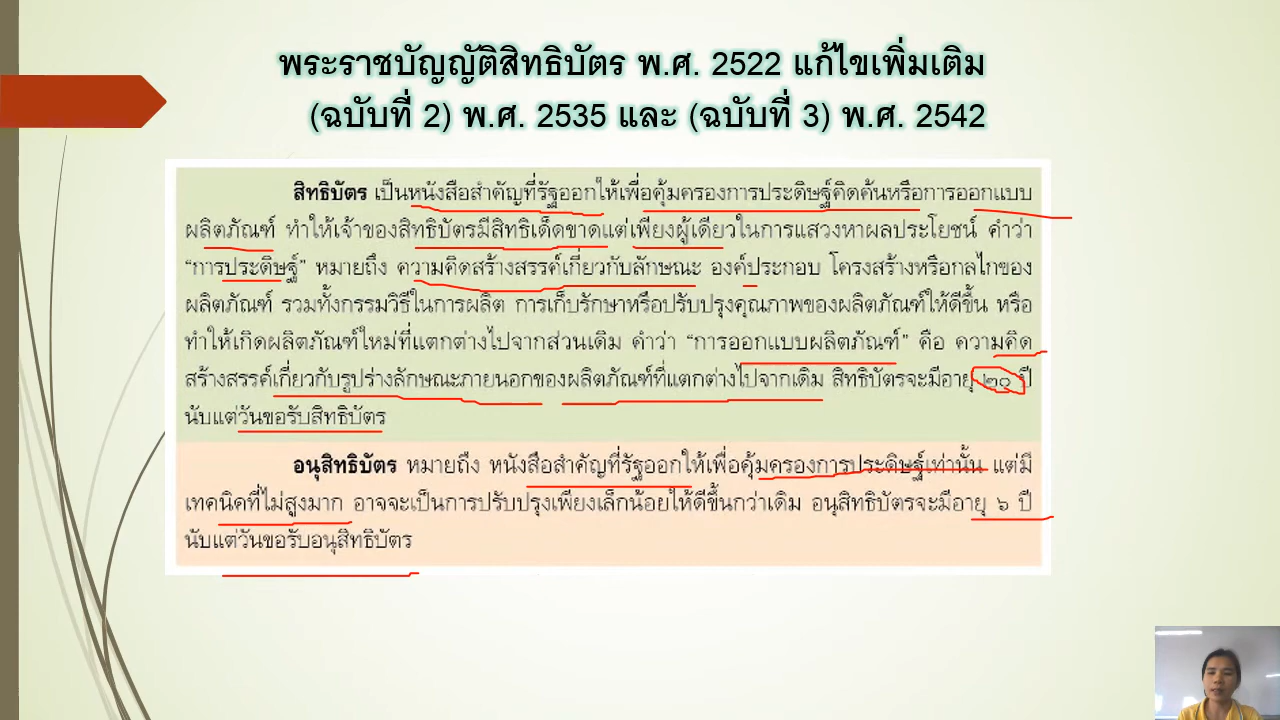 พระราชบัญญัติสิทธิบัตร พ.ศ. 2522 แก้ไขเพิ่มเติม
(ฉบับที่ 2) พ.ศ. 2535 และ (ฉบับที่ 3) พ.ศ. 2542
สิทธิบัตร เป็นหนังสือสำคัญที่รัฐออกให้เพื่อคุ้มครองการประดิษฐ์คิดค้นหรือการออกแบบ
ผลิตภัณฑ์ ทำให้เจ้าของสิทธิบัตรมีสิทธิเด็ดขาดแต่เพียงผู้เดียวในการแสวงหาผลประโยชน์ คำว่า
“การประดิษฐ์” หมายถึง ความคิดสร้างสรรค์เกี่ยวกับลักษณะ องค์ประกอบ โครงสร้างหรือกลไกของ
ผลิตภัณฑ์ รวมทั้งกรรมวิธีในการผลิต การเก็บรักษาหรือปรับปรุงคุณภาพของผลิตภัณฑ์ให้ดีขึ้น หรือ
ทำให้เกิดผลิตภัณฑ์ใหม่ที่แตกต่างไปจากส่วนเดิม คำว่า “การออกแบบผลิตภัณฑ์” คือ ความคิด
สร้างสรรค์เกี่ยวกับรูปร่างลักษณะภายนอกของผลิตภัณฑ์ที่แตกต่างไปจากเดิม สิทธิบัตรจะมีอายุ ๒๐ ปี
นับแต่วันขอรับสิทธิบัตร
อนุสิทธิบัตร หมายถึง หนังสือสำคัญที่รัฐออกให้เพื่อคุ้มครองการประดิษฐ์เท่านั้น แต่มี
เทคนิคที่ไม่สูงมาก อาจจะเป็นการปรับปรุงเพียงเล็กน้อยให้ดีขึ้นกว่าเดิม อนุสิทธิบัตรจะมีอายุ ๖ ปี
นับแต่วันขอรับอนุสิทธิบัตร